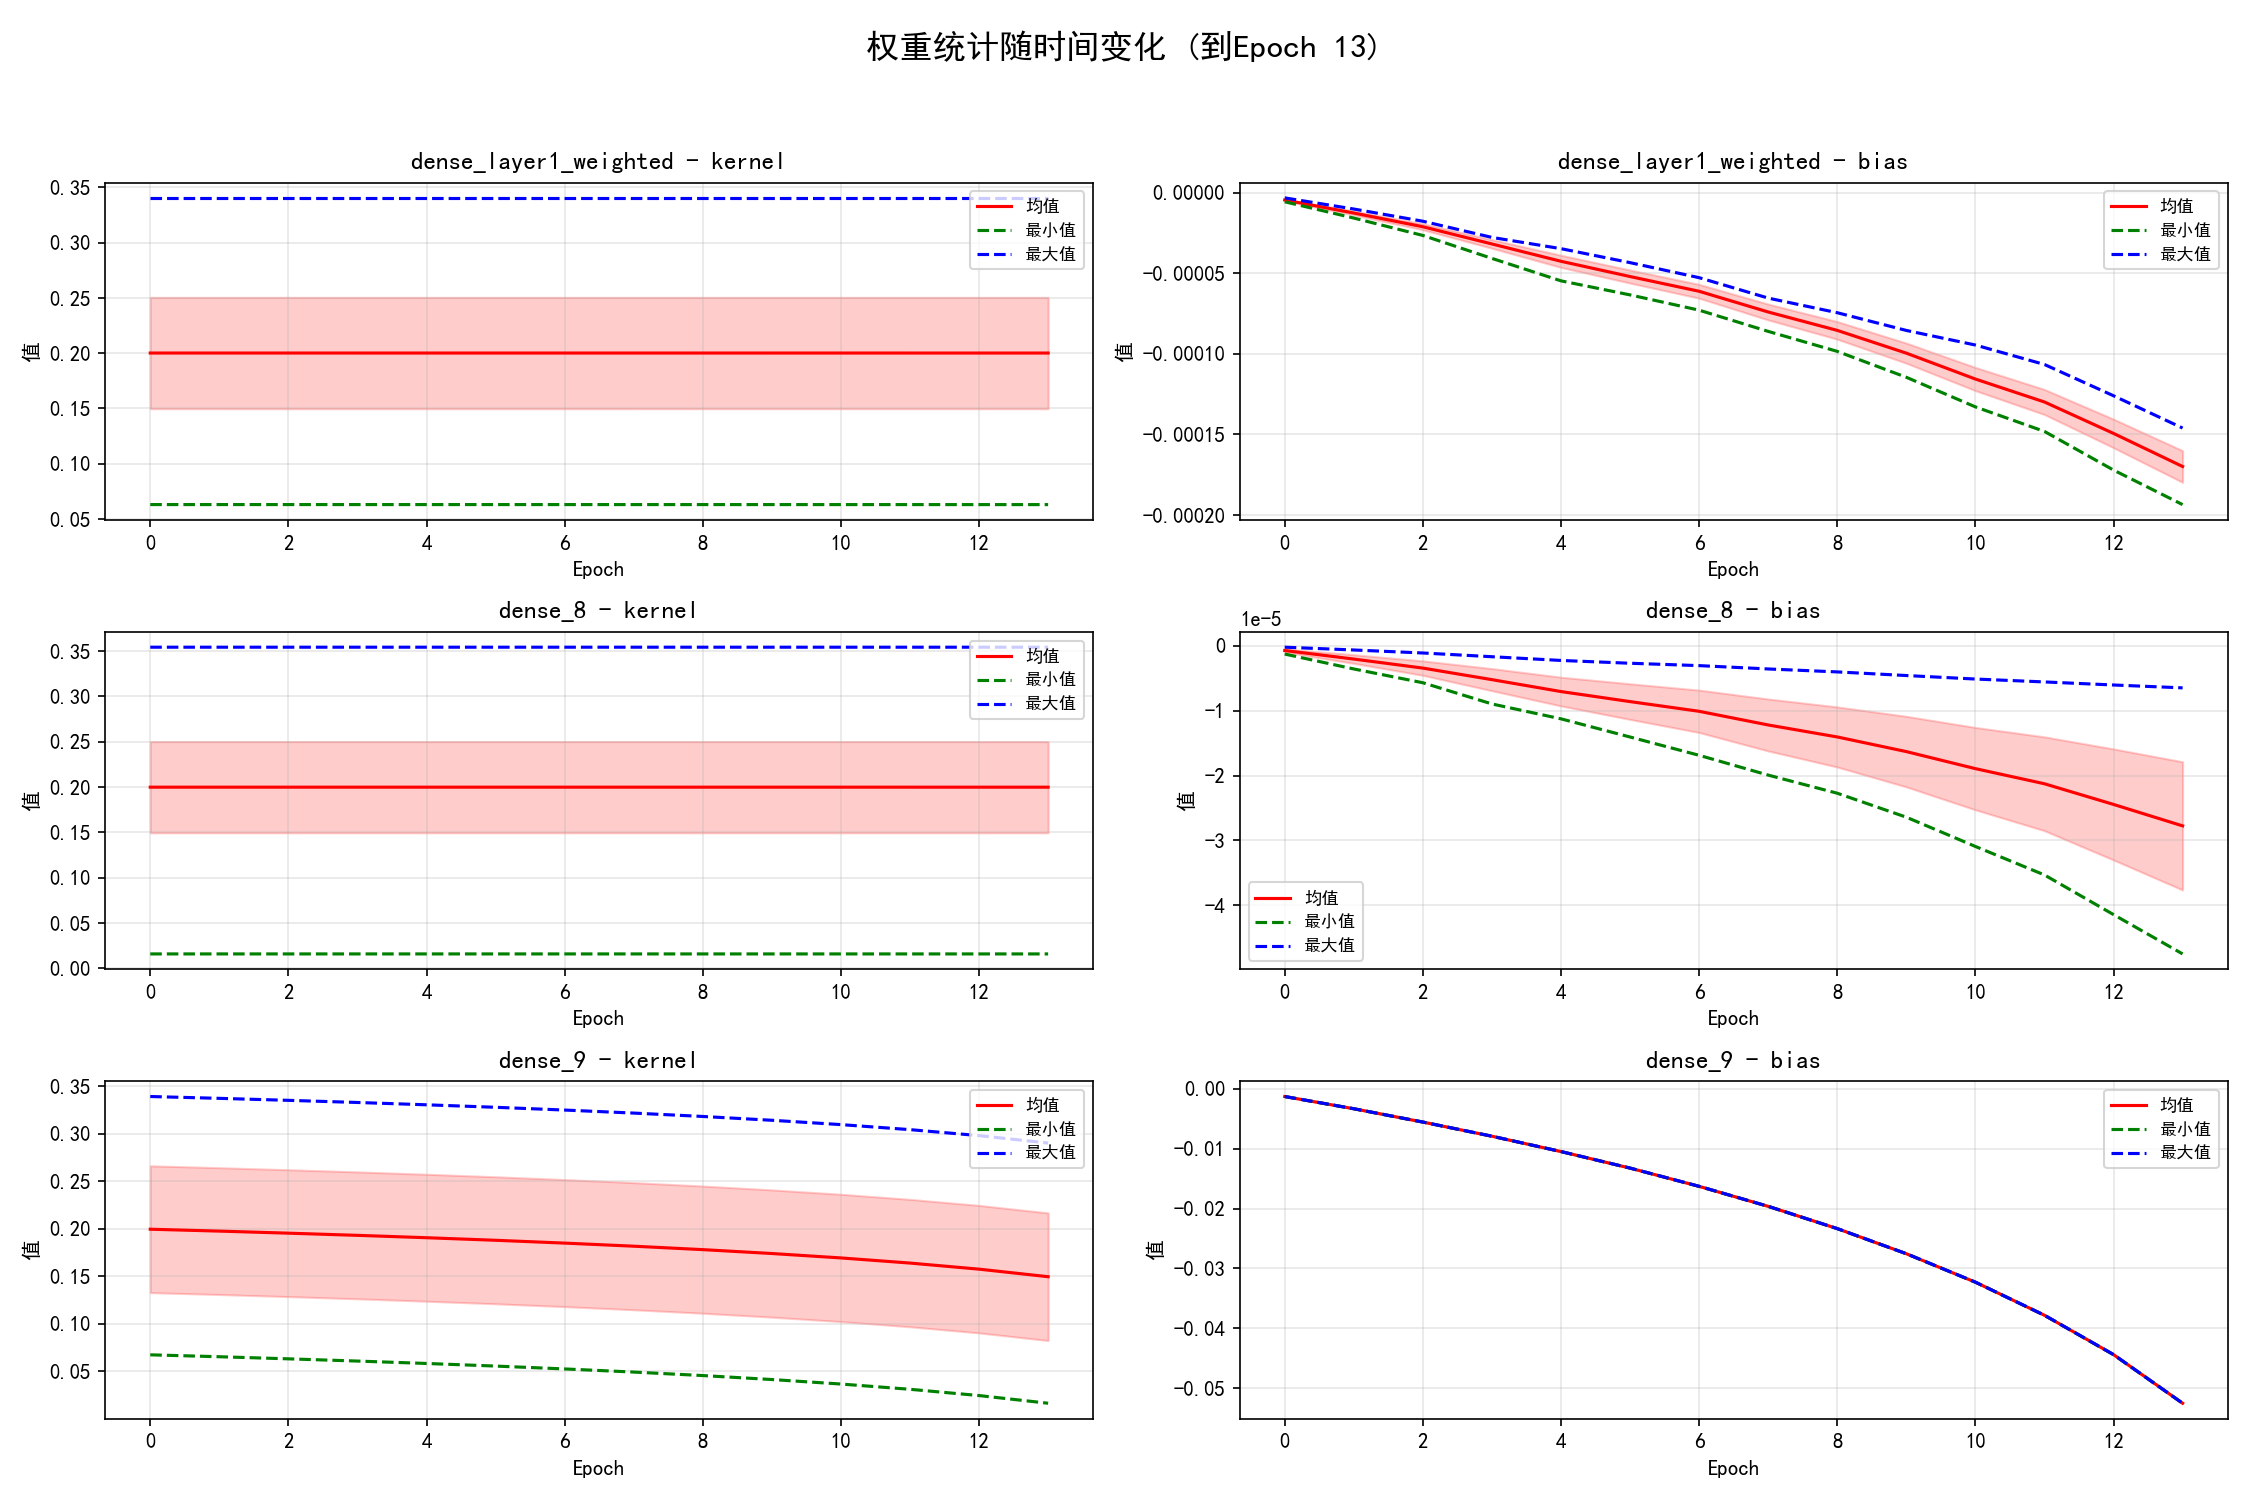 权重统计随时间变化 (到Epoch 13)
dense_layer1_weighted - kernel
0.35
0.30
0.25
0.20
0.15
0.10
0.05
值
0 2 4 6 8 10 12
Epoch
均值
最小值
最大值
dense_layer1_weighted - bias
0.00000
-0.00005
-0.00010
-0.00015
-0.00020
值
0 2 4 6 8 10 12
Epoch
均值
最小值
最大值
dense_8 - kernel
0.35
0.30
0.25
0.20
0.15
0.10
0.05
0.00
值
0 2 4 6 8 10 12
Epoch
均值
最小值
最大值
dense_8 - bias
1e-5
0
-1
-2
-3
-4
值
0 2 4 6 8 10 12
Epoch
均值
最小值
最大值
dense_9 - kernel
0.35
0.30
0.25
0.20
0.15
0.10
0.05
值
0 2 4 6 8 10 12
Epoch
均值
最小值
最大值
dense_9 - bias
0.00
-0.01
-0.02
-0.03
-0.04
-0.05
值
0 2 4 6 8 10 12
Epoch
均值
最小值
最大值